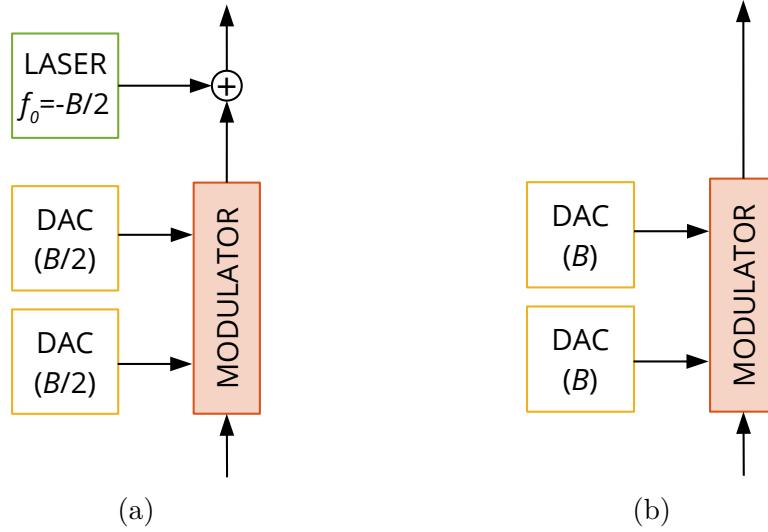 LASER
f₀=-B/2
+
DAC
(B/2)
DAC
(B/2)
MODULATOR
(a)
DAC
(B)
DAC
(B)
MODULATOR
(b)